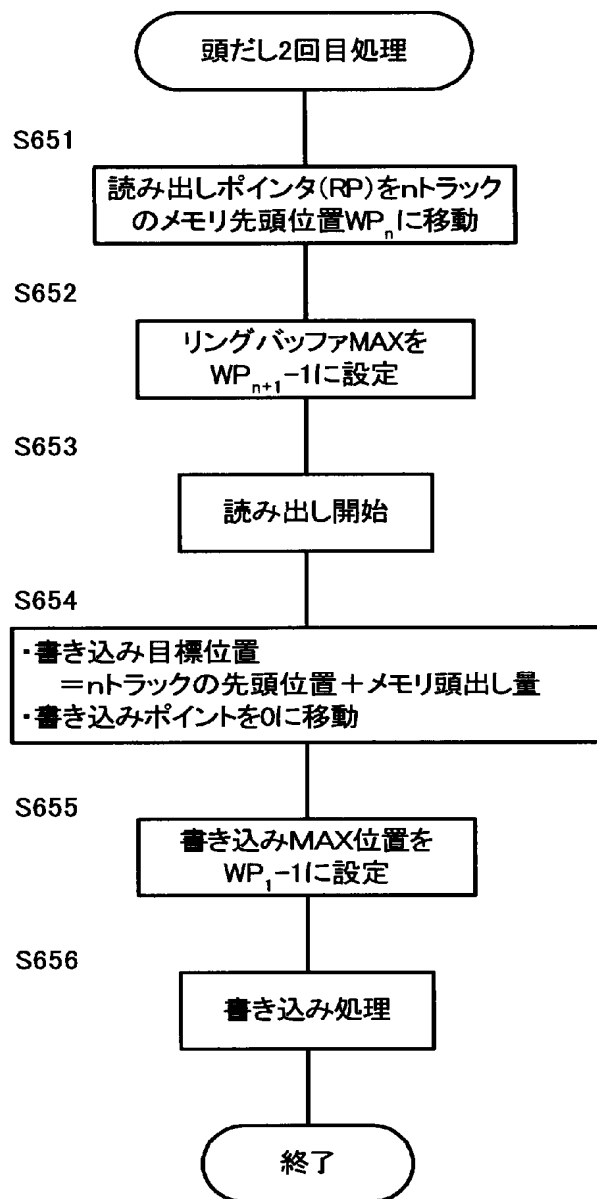 頭だし2回目処理
S651
読み出しポインタ(RP)をnトラック
のメモリ先頭位置WPnに移動
S652
リングバッファMAXを
WPn+1-1に設定
S653
読み出し開始
S654
・書き込み目標位置
＝nトラックの先頭位置＋メモリ頭出し量
・書き込みポイントを0に移動
S655
書き込みMAX位置を
WP1-1に設定
S656
書き込み処理
終了